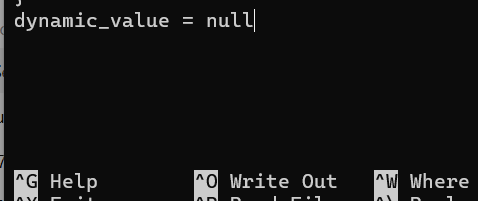 }
dynamic_value = null
^G Help ^O Write Out ^W Where